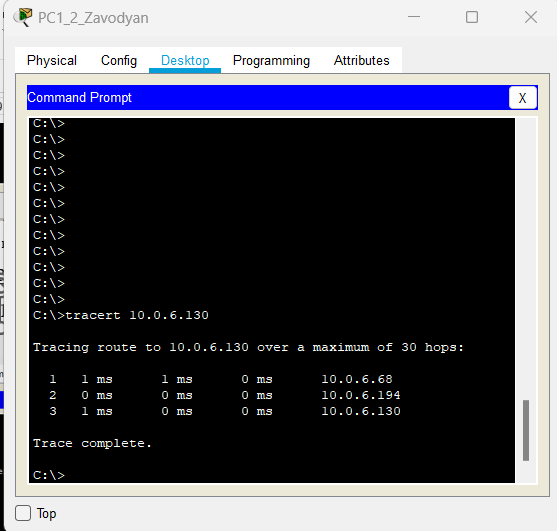 PC1_2_Zavodyan
Physical Config Desktop Programming Attributes
Command Prompt X
C:\>
C:\>
C:\>
C:\>
C:\>
C:\>
C:\>
C:\>
C:\>
C:\>
C:\>
C:\>
C:\>tracert 10.0.6.130
Tracing route to 10.0.6.130 over a maximum of 30 hops:
1 1 ms 1 ms 0 ms 10.0.6.68
2 0 ms 0 ms 0 ms 10.0.6.194
3 1 ms 0 ms 0 ms 10.0.6.130
Trace complete.
C:\>
Top